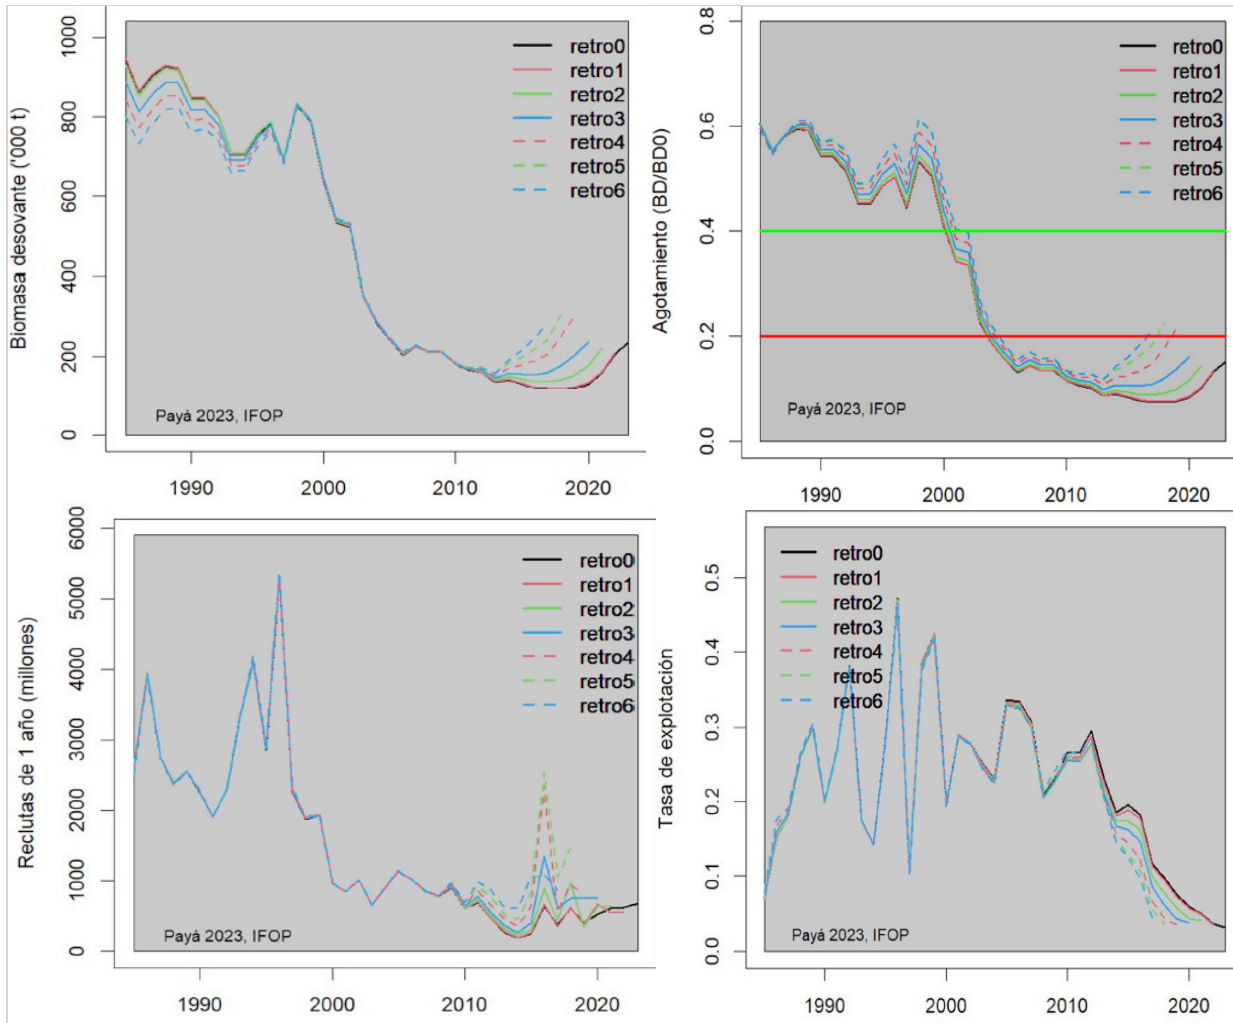 Biomasa desovante ('000 t)
1000
800
600
400
200
0
retro0
retro1
retro2
retro3
retro4
retro5
retro6
Payá 2023, IFOP
1990
2000
2010
2020
Agotamiento (BD/BD0)
0.8
0.6
0.4
0.2
0.0
retro0
retro1
retro2
retro3
retro4
retro5
retro6
Payá 2023, IFOP
1990
2000
2010
2020
Reclutas de 1 año (millones)
6000
5000
4000
3000
2000
1000
0
retro0
retro1
retro2
retro3
retro4
retro5
retro6
Payá 2023, IFOP
1990
2000
2010
2020
Tasa de explotación
0.5
0.4
0.3
0.2
0.1
0.0
retro0
retro1
retro2
retro3
retro4
retro5
retro6
Payá 2023, IFOP
1990
2000
2010
2020